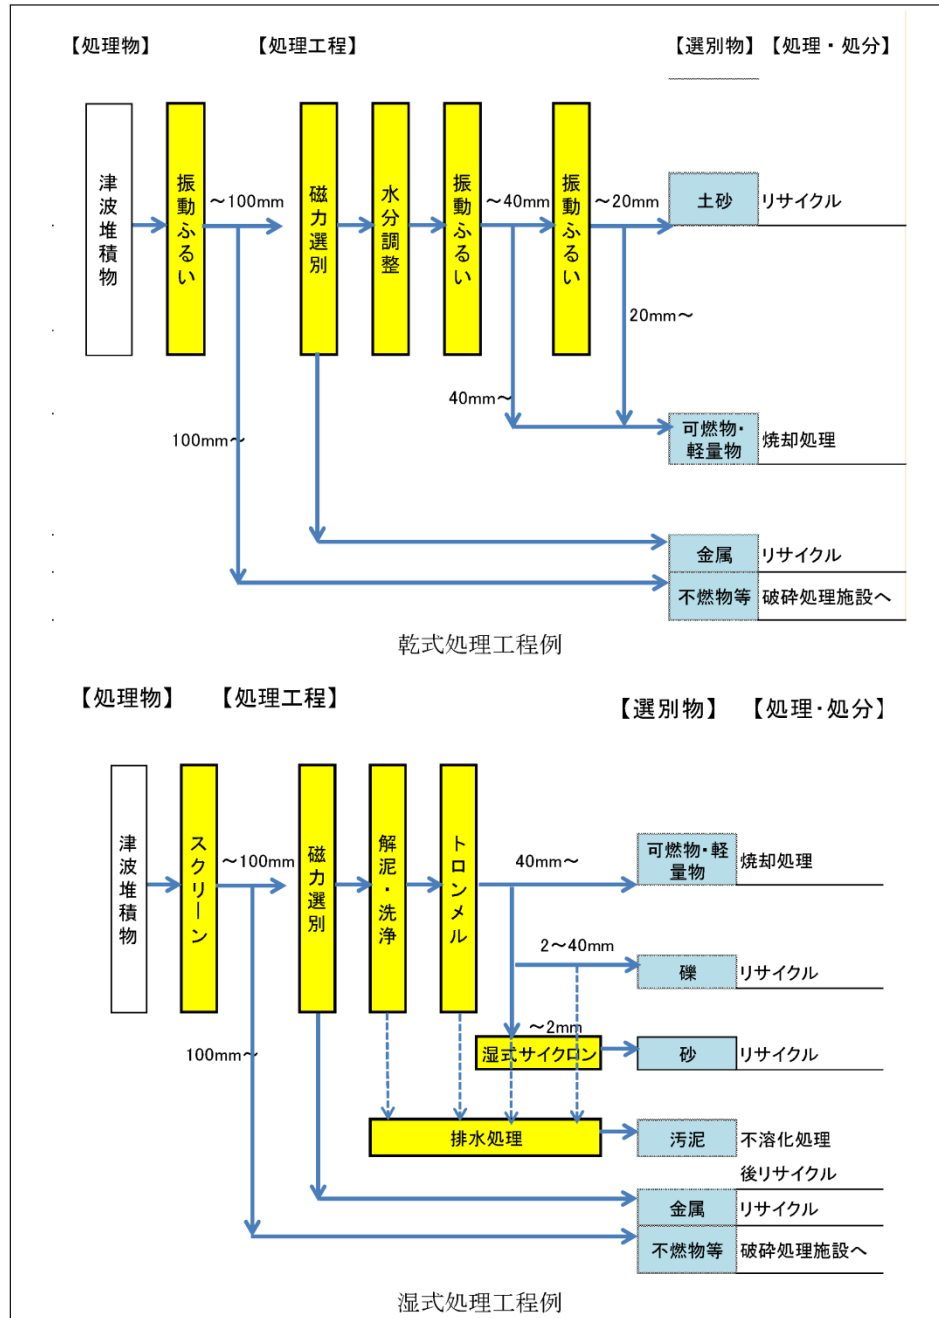 【処理物】 【処理工程】 【選別物】 【処理・処分】
津波堆積物
振動ふるい
～100mm
磁力選別
水分調整
振動ふるい
～40mm
振動ふるい
～20mm
土砂 リサイクル
20mm～
40mm～
可燃物・
軽量物
焼却処理
100mm～
金属 リサイクル
不燃物等 破砕処理施設へ
乾式処理工程例
【処理物】 【処理工程】 【選別物】 【処理・処分】
津波堆積物
スクリーン
～100mm
磁力選別
解泥・洗浄
トロンメル
40mm～
可燃物・軽
量物
焼却処理
2～40mm
礫 リサイクル
～2mm
湿式サイクロン
砂 リサイクル
100mm～
排水処理
汚泥 不溶化処理
後リサイクル
金属 リサイクル
不燃物等 破砕処理施設へ
湿式処理工程例